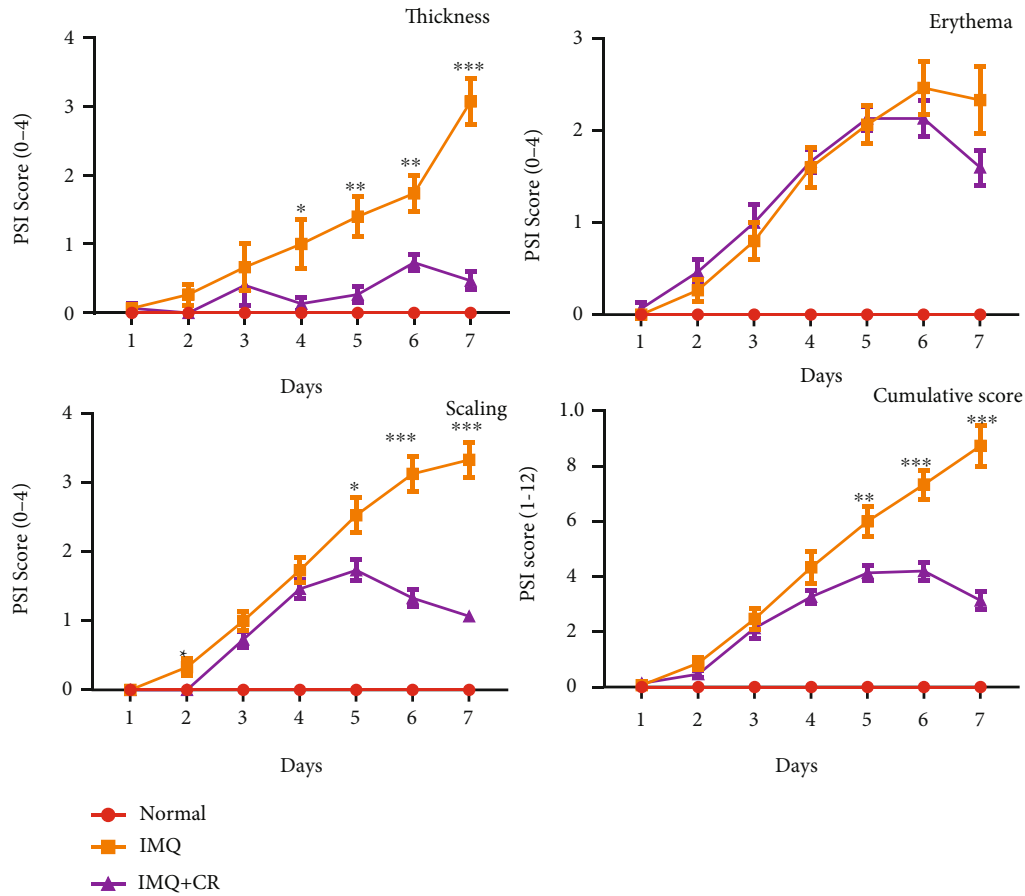 Thickness
PSI Score (0–4)
4
3
2
1
0
*
**
**
***
1 2 3 4 5 6 7
Days
Erythema
PSI Score (0–4)
3
2
1
0
1 2 3 4 5 6 7
Days
Scaling
PSI Score (0–4)
4
3
2
1
0
*
*
***
***
1 2 3 4 5 6 7
Days
Cumulative score
PSI score (1-12)
1.0
8
6
4
2
0
**
***
***
1 2 3 4 5 6 7
Days
Normal
IMQ
IMQ+CR